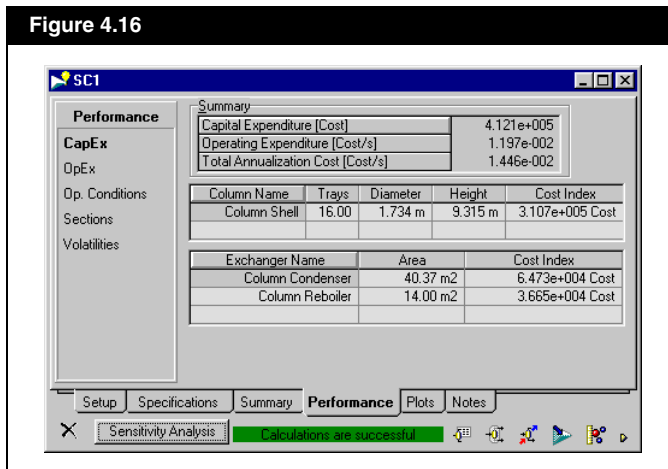 Figure 4.16
SC1
Performance
CapEx
OpEx
Op. Conditions
Sections
Volatilities
Summary
Capital Expenditure [Cost] 4.121e+005
Operating Expenditure [Cost/s] 1.197e-002
Total Annualization Cost [Cost/s] 1.446e-002
Column Name Trays Diameter Height Cost Index
Column Shell 16.00 1.734 m 9.315 m 3.107e+005 Cost
Exchanger Name Area Cost Index
Column Condenser 40.37 m2 6.473e+004 Cost
Column Reboiler 14.00 m2 3.665e+004 Cost
Setup Specifications Summary Performance Plots Notes
Sensitivity Analysis Calculations are successful